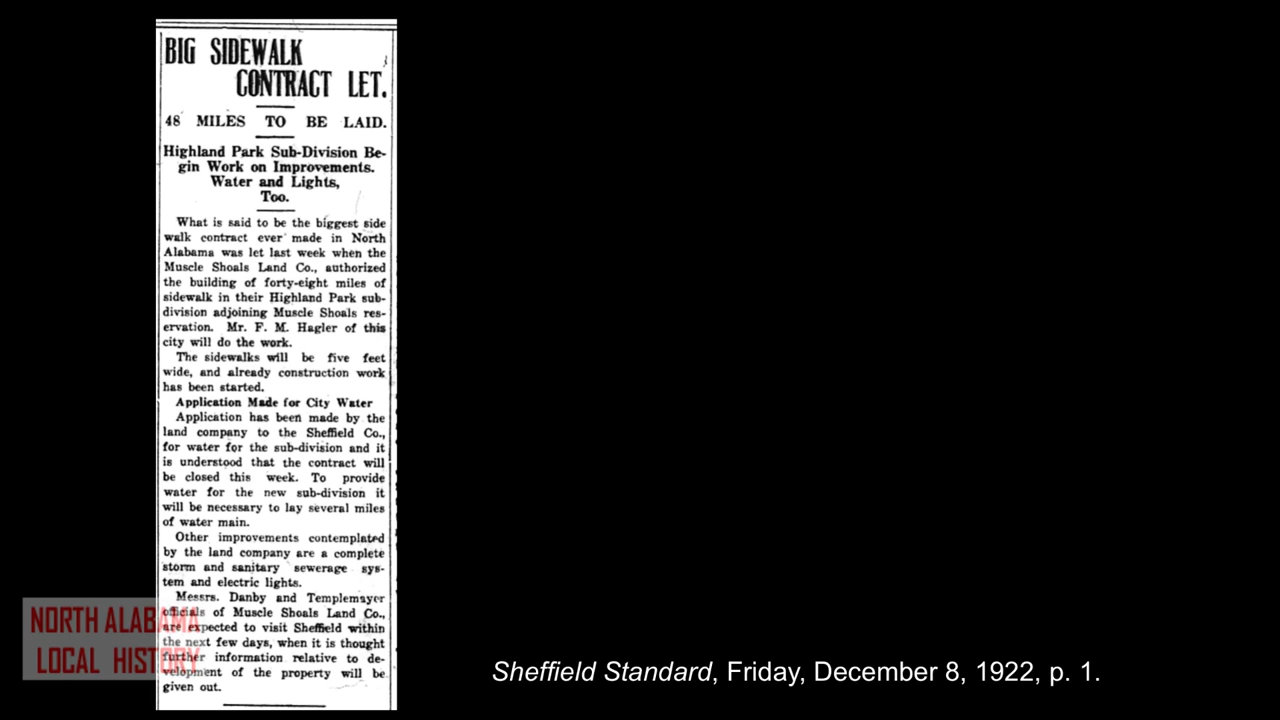 BIG SIDEWALK
CONTRACT LET.
48 MILES TO BE LAID.
Highland Park Sub-Division Be-
gin Work on Improvements.
Water and Lights,
Too.
What is said to be the biggest side
walk contract ever made in North
Alabama was let last week when the
Muscle Shoals Land Co., authorized
the building of forty-eight miles of
sidewalk in their Highland Park sub-
division adjoining Muscle Shoals res-
ervation. Mr. F. M. Hagler of this
city will do the work.
The sidewalks will be five feet
wide, and already construction work
has been started.
Application Made for City Water
Application has been made by the
land company to the Sheffield Co.,
for water for the sub-division and it
is understood that the contract will
be closed this week. To provide
water for the new sub-division it
will be necessary to lay several miles
of water main.
Other improvements contemplated
by the land company are a complete
storm and sanitary sewerage sys-
tem and electric lights.
Messrs. Danby and Templemayer
officials of Muscle Shoals Land Co.,
are expected to visit Sheffield within
the next few days, when it is thought
further information relative to de-
velopment of the property will be
given out.
NORTH ALABAMA
LOCAL HISTORY
Sheffield Standard, Friday, December 8, 1922, p. 1.